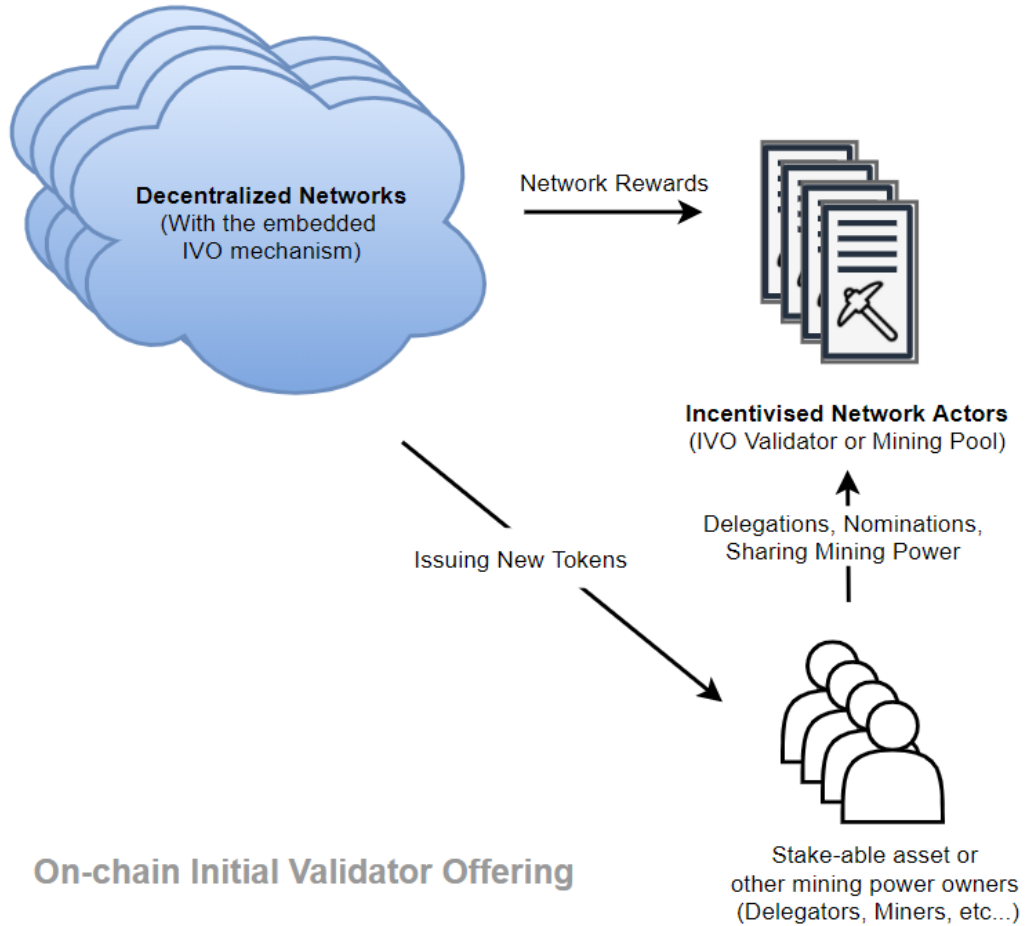 Decentralized Networks
(With the embedded
IVO mechanism)
Network Rewards
Incentivised Network Actors
(IVO Validator or Mining Pool)
Delegations, Nominations,
Sharing Mining Power
Issuing New Tokens
Stake-able asset or
other mining power owners
(Delegators, Miners, etc...)
On-chain Initial Validator Offering